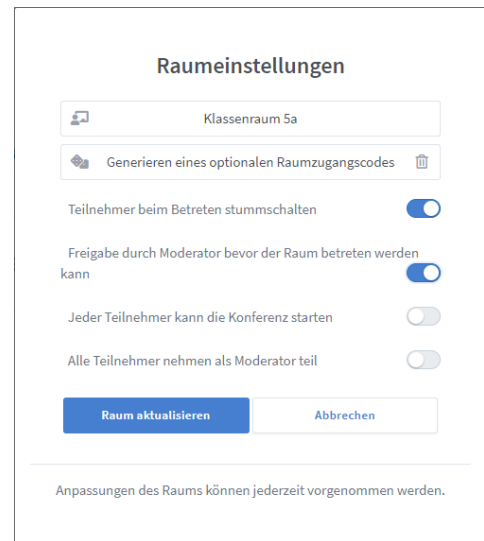 Raumeinstellungen
Klassenraum 5a
Generieren eines optionalen Raumzugangscodes
Teilnehmer beim Betreten stummschalten
Freigabe durch Moderator bevor der Raum betreten werden
kann
Jeder Teilnehmer kann die Konferenz starten
Alle Teilnehmer nehmen als Moderator teil
Raum aktualisieren
Abbrechen
Anpassungen des Raums können jederzeit vorgenommen werden.